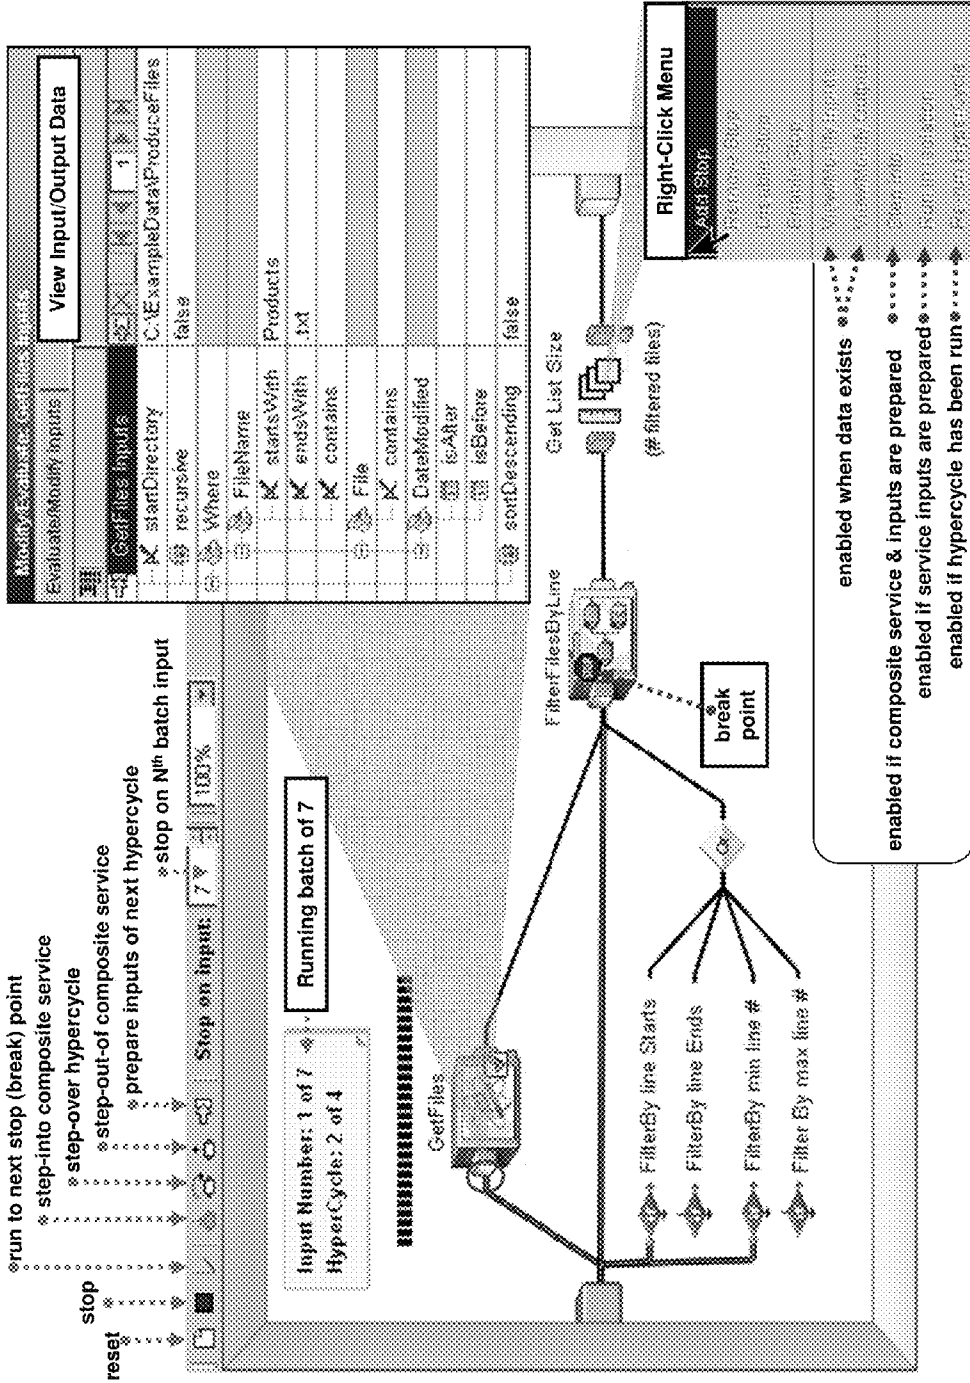 reset
stop
run to next stop (break) point
step-into composite service
step-over hypercycle
step-out-of composite service
prepare inputs of next hypercycle
stop on Nth batch input
Stop on input: 7 100%
Evaluate/Modify Inputs
View Input/Output Data
GetFiles Inputs
1
startDirectory C:\ExampleData\ProduceFiles
recursive false
Where
FileName
startsWith Products
endsWith .txt
contains
File
contains
DateModified
isAfter
isBefore
sortDescending false
Input Number: 1 of 7
HyperCycle: 2 of 4
Running batch of 7
GetFiles
FilterFilesByLine
Get List Size
(# filtered files)
break
point
Or
FilterBy line Starts
FilterBy line Ends
FilterBy min line #
Filter By max line #
Right-Click Menu
Add Stop
enabled when data exists
enabled if composite service & inputs are prepared
enabled if service inputs are prepared
enabled if hypercycle has been run